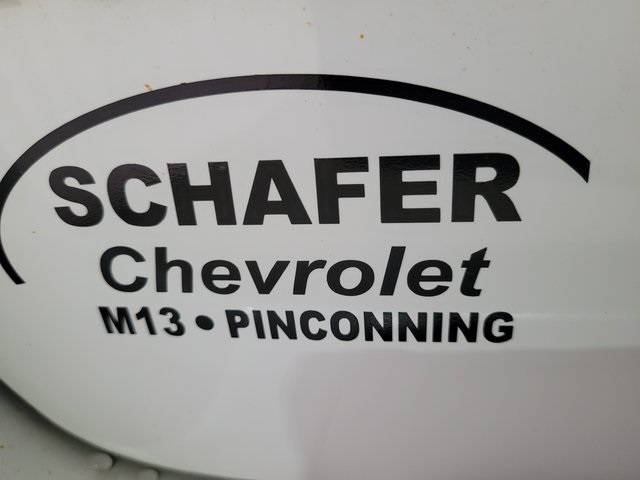 SCHAFER
Chevrolet
M13 • PINCONNING